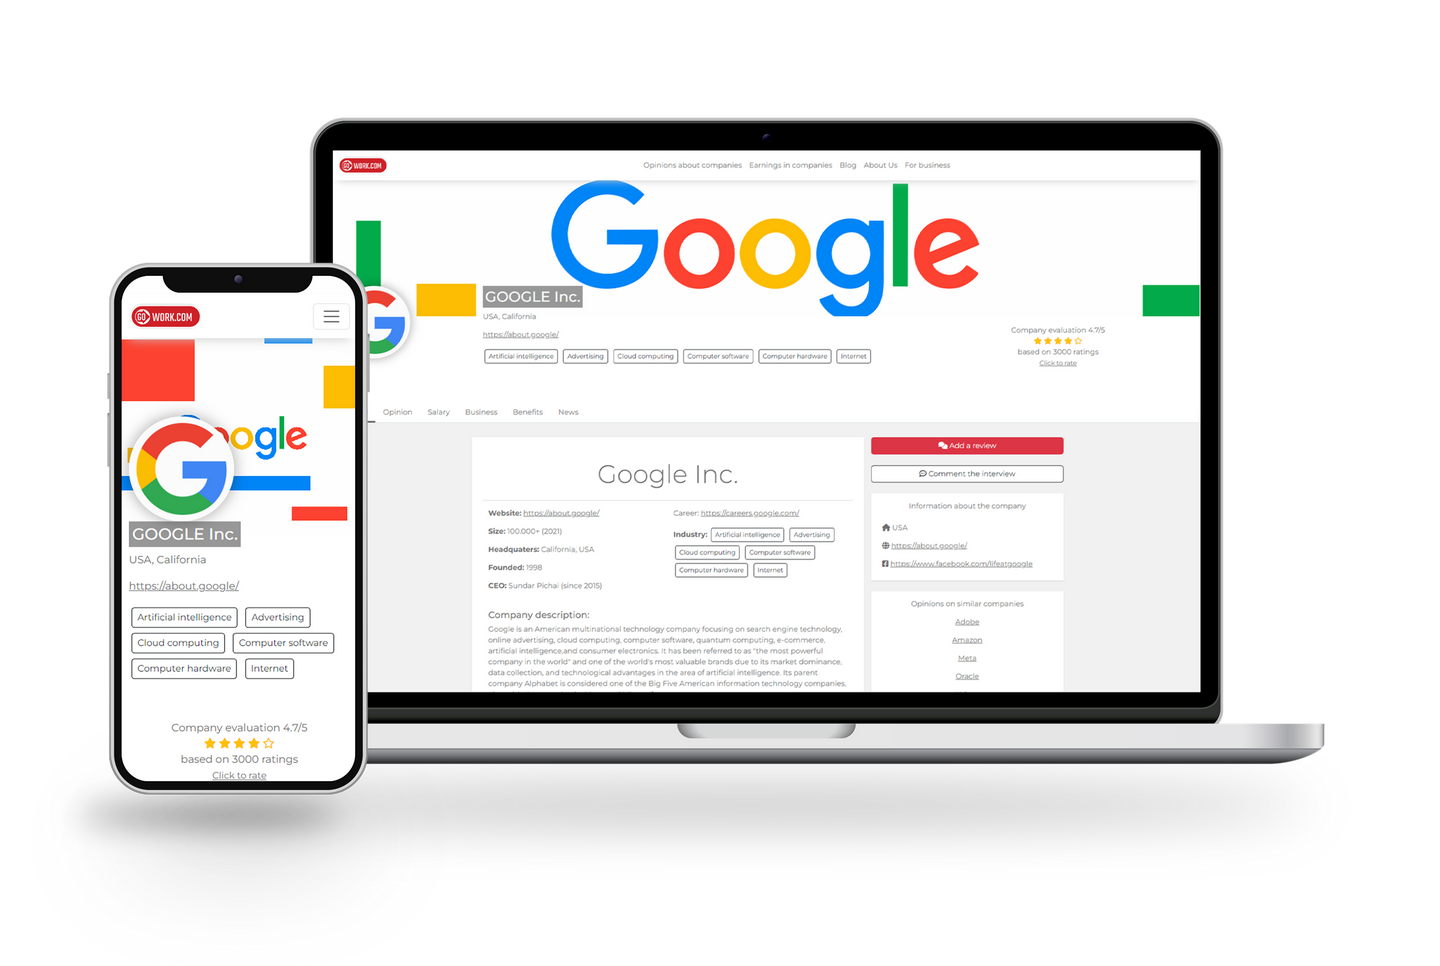 GO WORK.COM
Opinions about companies Earnings in companies Blog About Us For business
Google
GOOGLE Inc.
USA, California
https://about.google/
Artificial intelligence Advertising Cloud computing Computer software Computer hardware Internet
Company evaluation 4.7/5
based on 3000 ratings
Click to rate
Opinion Salary Business Benefits News
Google Inc.
Website: https://about.google/
Size: 100.000+ (2021)
Headquaters: California, USA
Founded: 1998
CEO: Sundar Pichai (since 2015)
Career: https://careers.google.com/
Industry: Artificial intelligence Advertising
Cloud computing Computer software
Computer hardware Internet
Company description:
Google is an American multinational technology company focusing on search engine technology,
online advertising, cloud computing, computer software, quantum computing, e-commerce,
artificial intelligence,and consumer electronics. It has been referred to as "the most powerful
company in the world" and one of the world's most valuable brands due to its market dominance,
data collection, and technological advantages in the area of artificial intelligence. Its parent
company Alphabet is considered one of the Big Five American information technology companies,
Add a review
Comment the interview
Information about the company
USA
https://about.google/
https://www.facebook.com/lifeatgoogle
Opinions on similar companies
Adobe
Amazon
Meta
Oracle
GO WORK.COM
Google
GOOGLE Inc.
USA, California
https://about.google/
Artificial intelligence Advertising
Cloud computing Computer software
Computer hardware Internet
Company evaluation 4.7/5
based on 3000 ratings
Click to rate